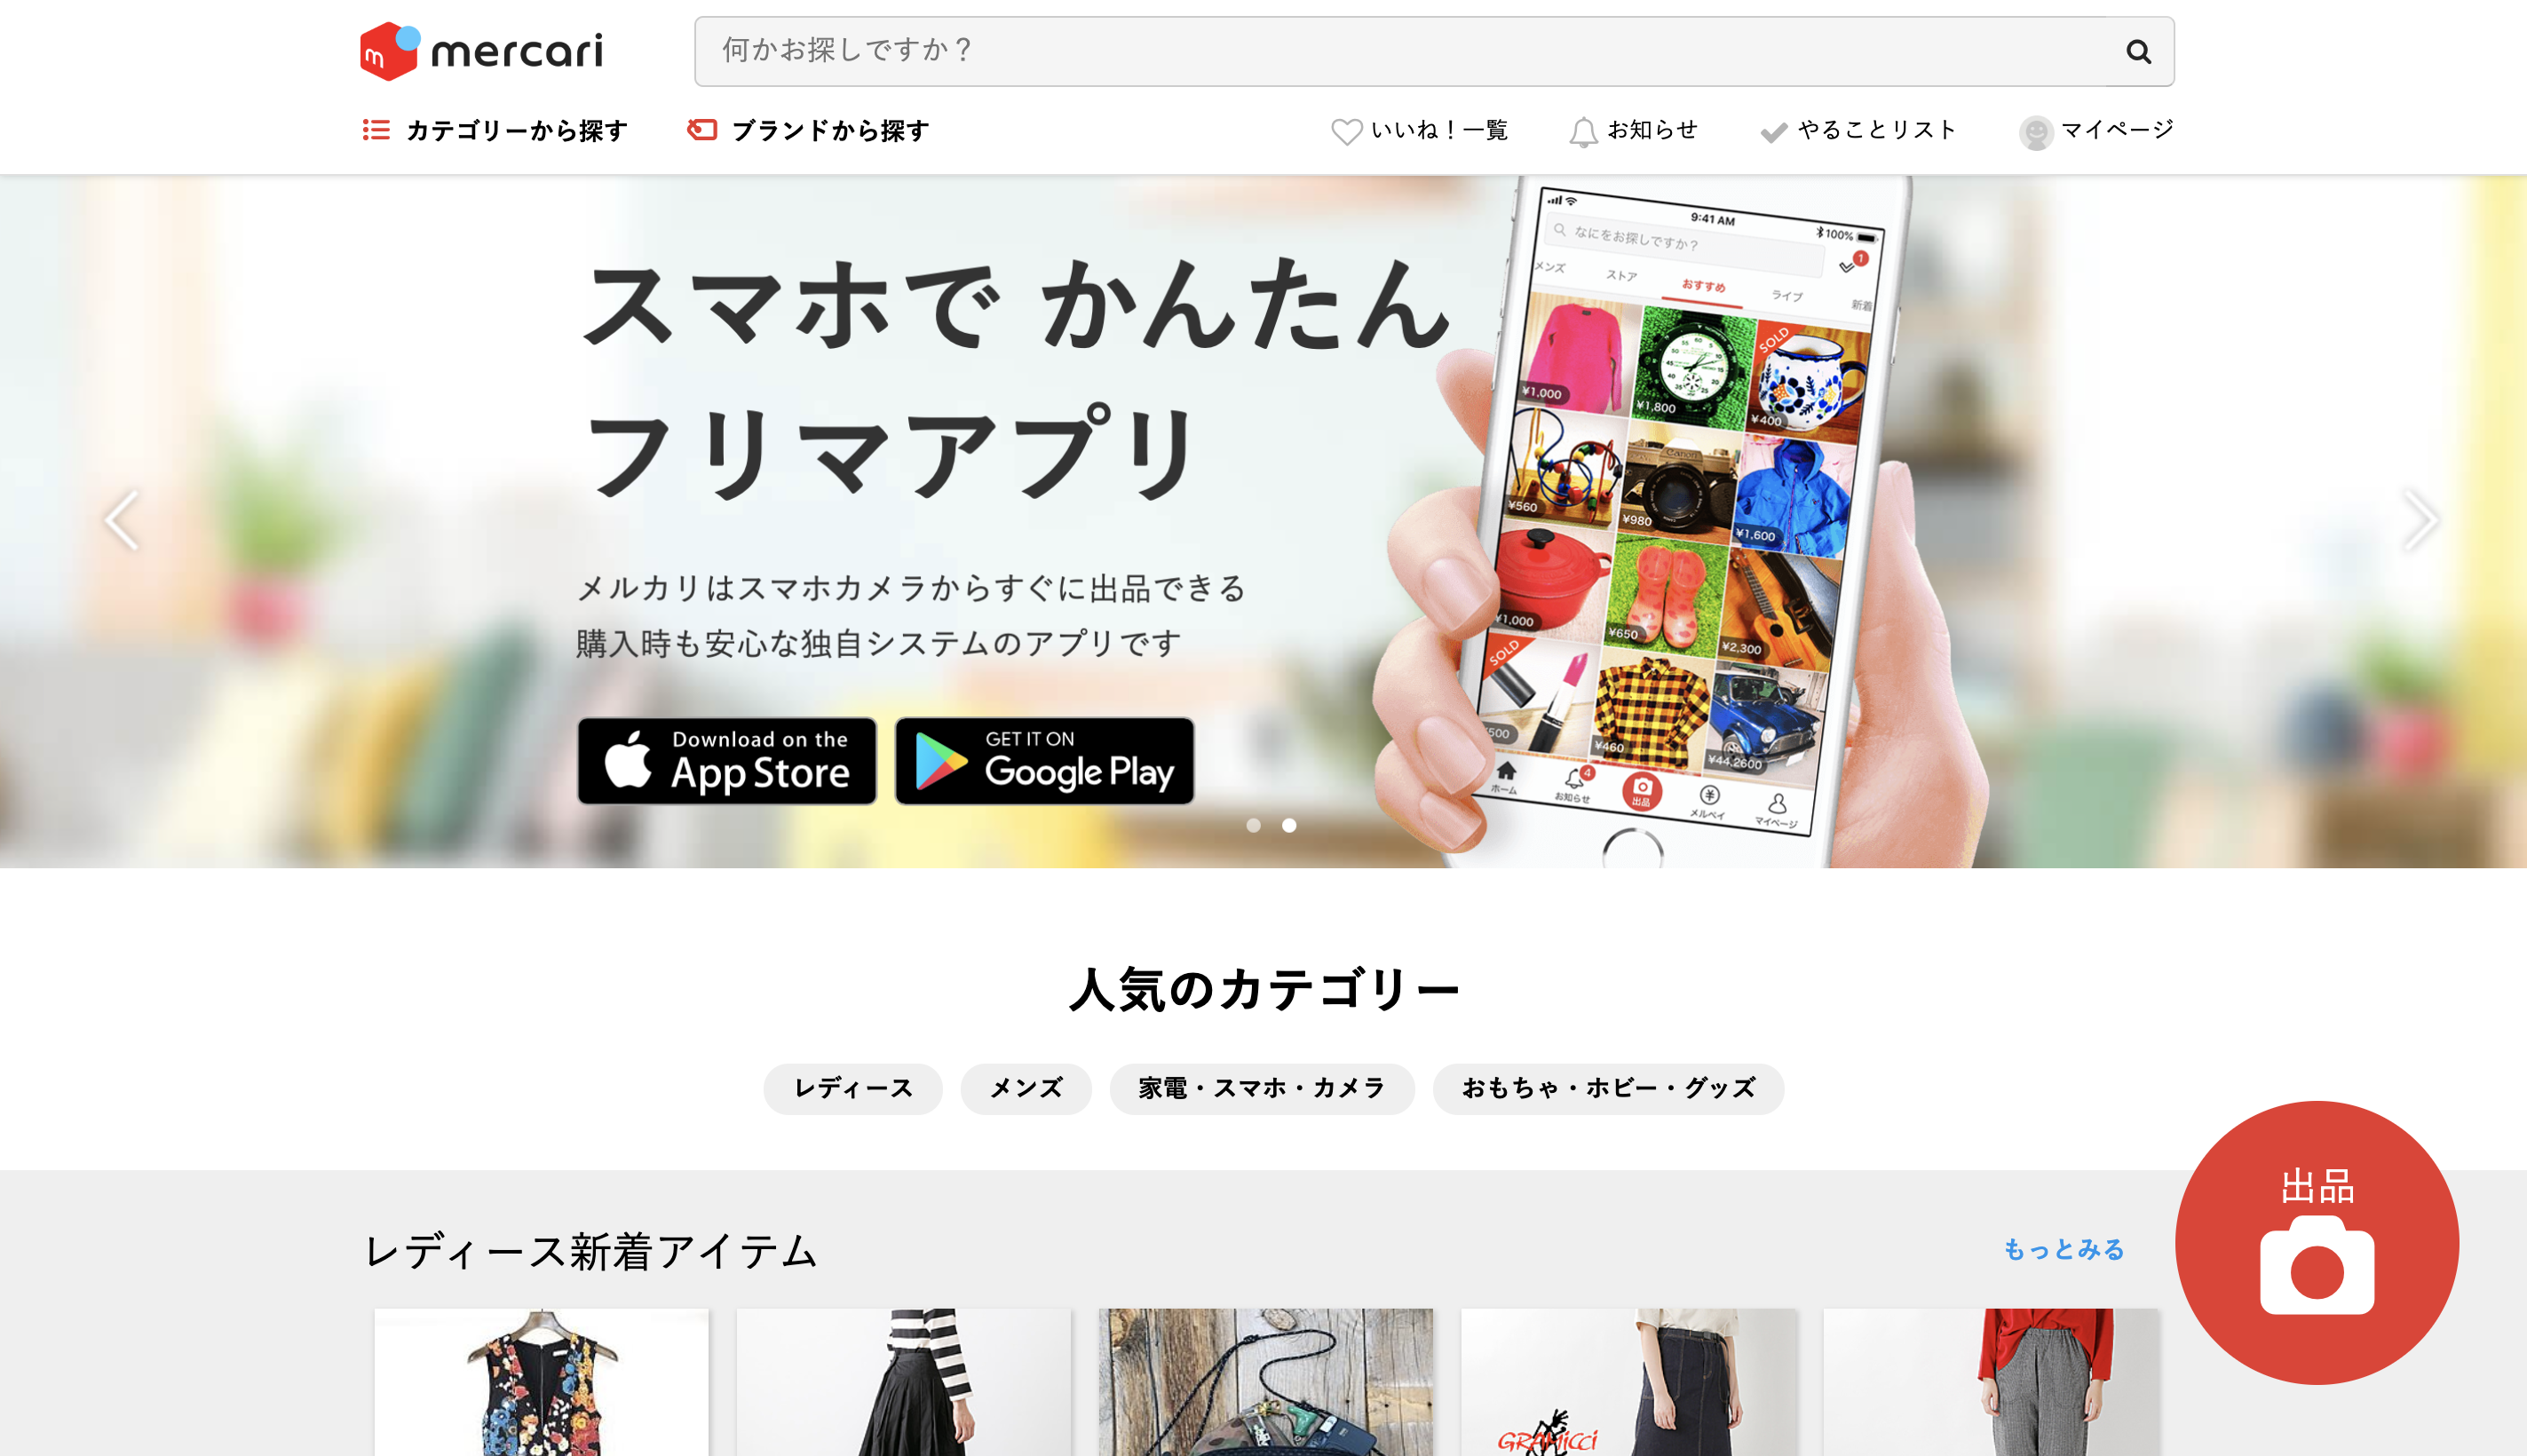 mercari
何かお探しですか？
カテゴリーから探す
ブランドから探す
いいね！一覧
お知らせ
やることリスト
マイページ
スマホで かんたん
フリマアプリ
メルカリはスマホカメラからすぐに出品できる
購入時も安心な独自システムのアプリです
Download on the
App Store
GET IT ON
Google Play
9:41 AM
100%
なにをお探しですか？
1
メンズ
ストア
おすすめ
ライブ
新着
SOLD
¥1,000
¥1,800
¥400
Canon
¥560
¥980
¥1,600
¥1,000
¥650
¥2,300
SOLD
500
¥460
¥44,2600
4
ホーム
お知らせ
出品
メルペイ
マイページ
人気のカテゴリー
レディース
メンズ
家電・スマホ・カメラ
おもちゃ・ホビー・グッズ
出品
レディース新着アイテム
もっとみる
GRAMICCI